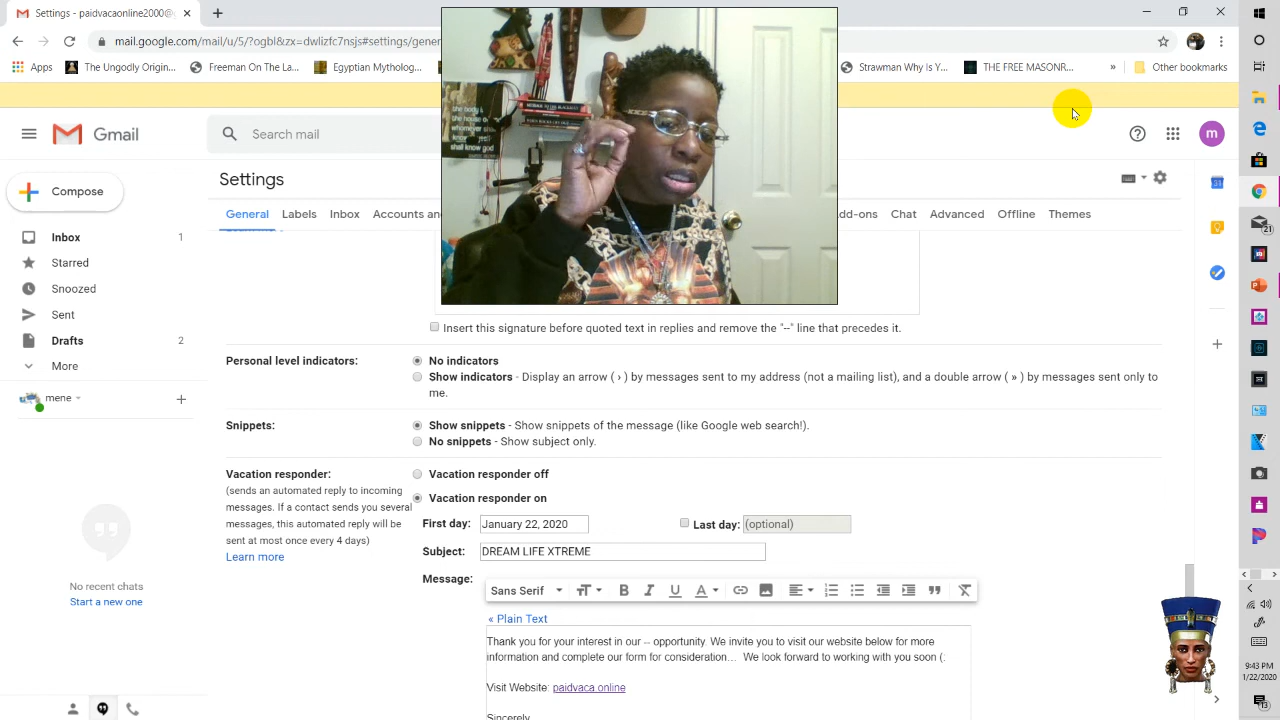 Settings - paidvaca2000@
mail.
.com/mail/u/?ogbl&zx=dwlizfc7nsjx#settings/gener
Apps
The Ungodly Origin...
Freeman On The La...
Egyptian Mytholog...
Strawman Why Is Y...
THE FREE MASONR...
»
Other bookmarks
Gmail
Search mail
m
Compose
Settings
General
Labels
Inbox
Accounts an
dd-ons
Chat
Advanced
Offline
Themes
Inbox 1
Starred
Snoozed
Sent
Drafts 2
More
mene
No recent chats
Start a new one
Insert this signature before quoted text in replies and remove the "--" line that precedes it.
Personal level indicators:
No indicators
Show indicators - Display an arrow ( › ) by messages sent to my address (not a mailing list), and a double arrow ( » ) by messages sent only to
me.
Snippets:
Show snippets - Show snippets of the message (like Google web search!).
No snippets - Show subject only.
Vacation responder:
(sends an automated reply to incoming
messages. If a contact sends you several
messages, this automated reply will be
sent at most once every 4 days)
Learn more
Vacation responder off
Vacation responder on
First day: January 22, 2020
Last day: (optional)
Subject: DREAM LIFE XTREME
Message:
Sans Serif
« Plain Text
Thank you for your interest in our -- opportunity. We invite you to visit our website below for more
information and complete our form for consideration… We look forward to working with you soon (:
Visit Website: paidvaca.online
Sincerely
21
9:43 PM
1/22/2020
13